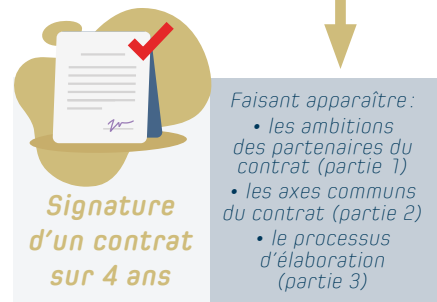 Signature
d'un contrat
sur 4 ans
Faisant apparaître :
• les ambitions
des partenaires du
contrat (partie 1)
• les axes communs
du contrat (partie 2)
• le processus
d'élaboration
(partie 3)